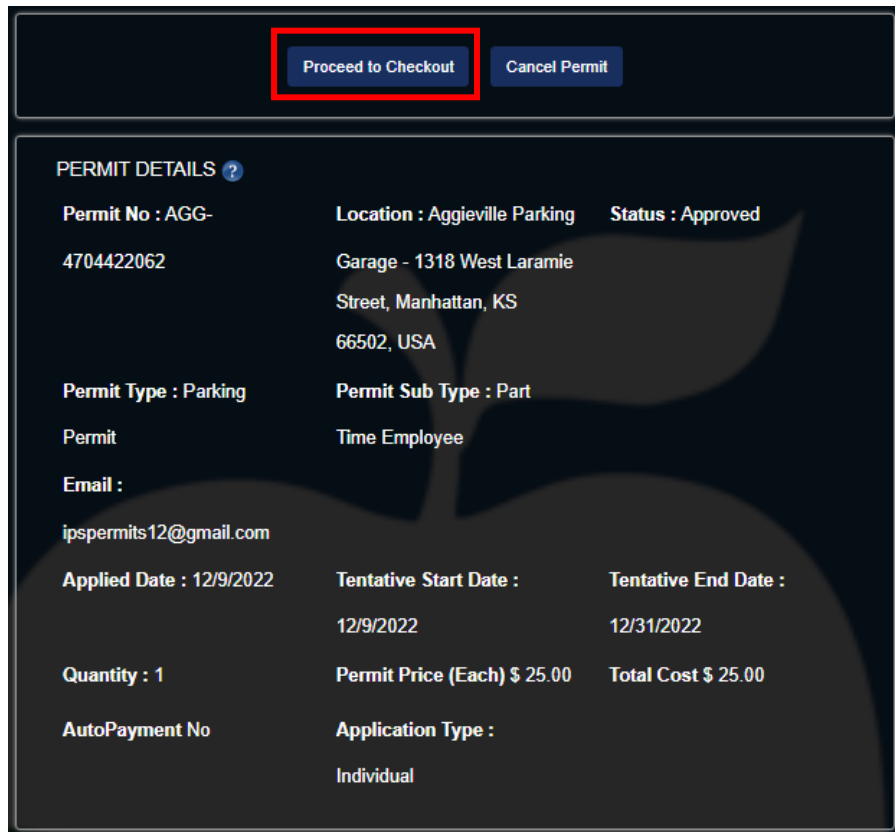 Proceed to Checkout
Cancel Permit
PERMIT DETAILS ?
Permit No : AGG-
4704422062
Location : Aggieville Parking
Garage - 1318 West Laramie
Street, Manhattan, KS
66502, USA
Status : Approved
Permit Type : Parking
Permit
Permit Sub Type : Part
Time Employee
Email :
ipspermits12@gmail.com
Applied Date : 12/9/2022
Tentative Start Date :
12/9/2022
Tentative End Date :
12/31/2022
Quantity : 1
Permit Price (Each) $ 25.00
Total Cost $ 25.00
AutoPayment No
Application Type :
Individual